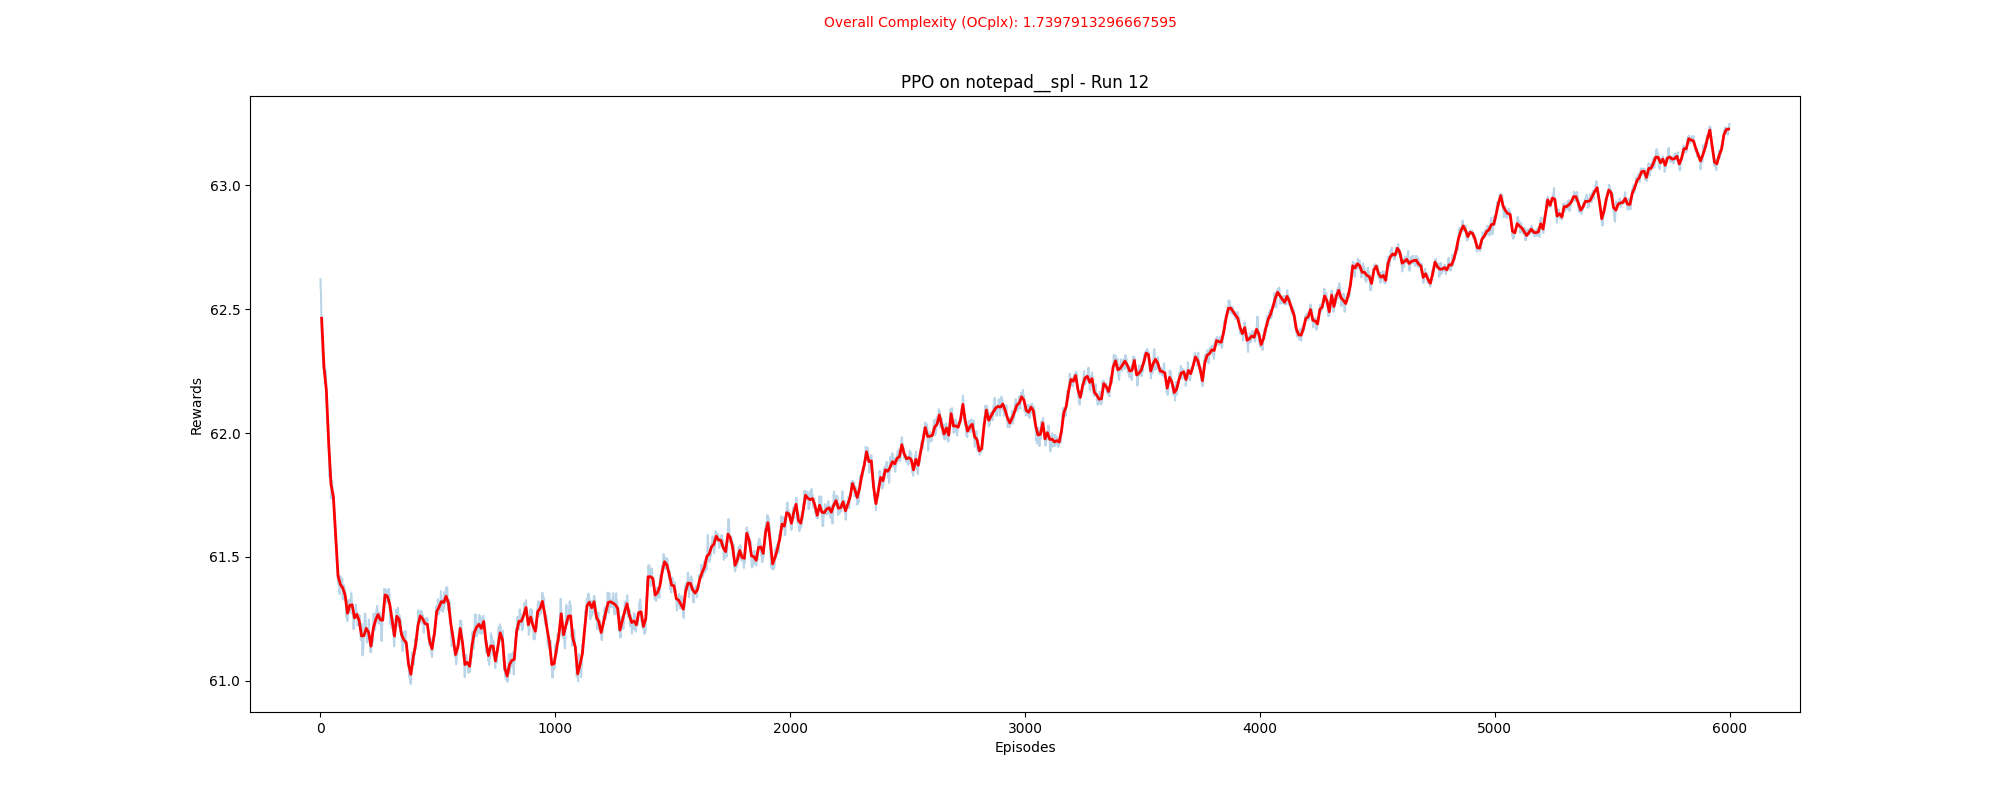 Overall Complexity (OCplx): 1.7397913296667595
PPO on notepad__spl - Run 12
Rewards
63.0
62.5
62.0
61.5
61.0
0 1000 2000 3000 4000 5000 6000
Episodes